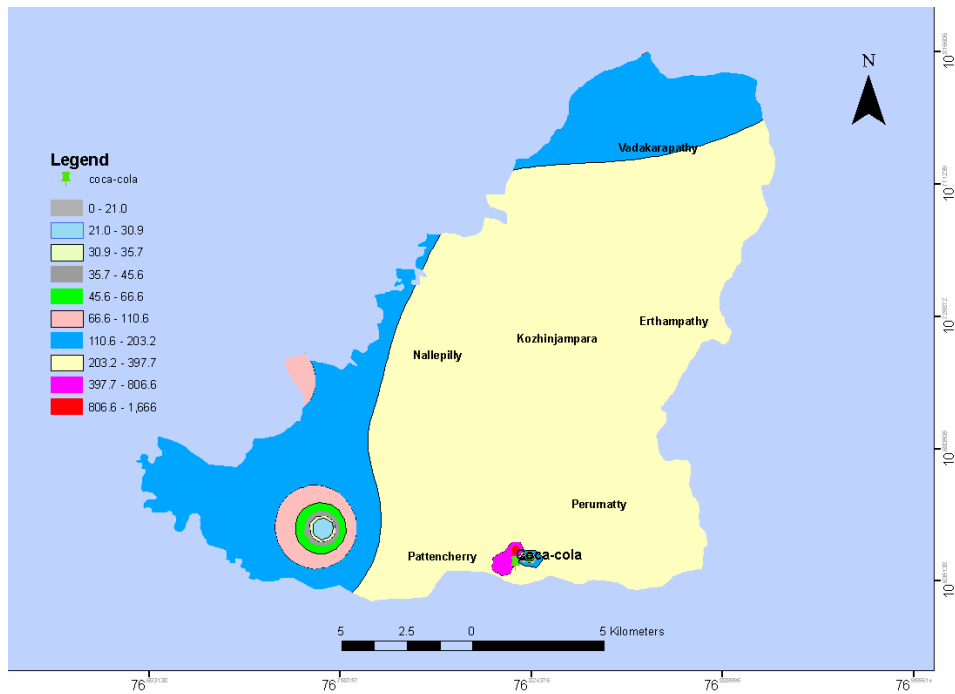 N
Vadakarapathy
Legend
coca-cola
0 - 21.0
21.0 - 30.9
30.9 - 35.7
35.7 - 45.6
45.6 - 66.6
66.6 - 110.6
110.6 - 203.2
203.2 - 397.7
397.7 - 806.6
806.6 - 1,666
Erthampathy
Kozhinjampara
Nallepilly
Perumatty
Pattencherry
Coca-cola
5 2.5 0 5 Kilometers
10
10
10
10
10
76 76 76 76 76